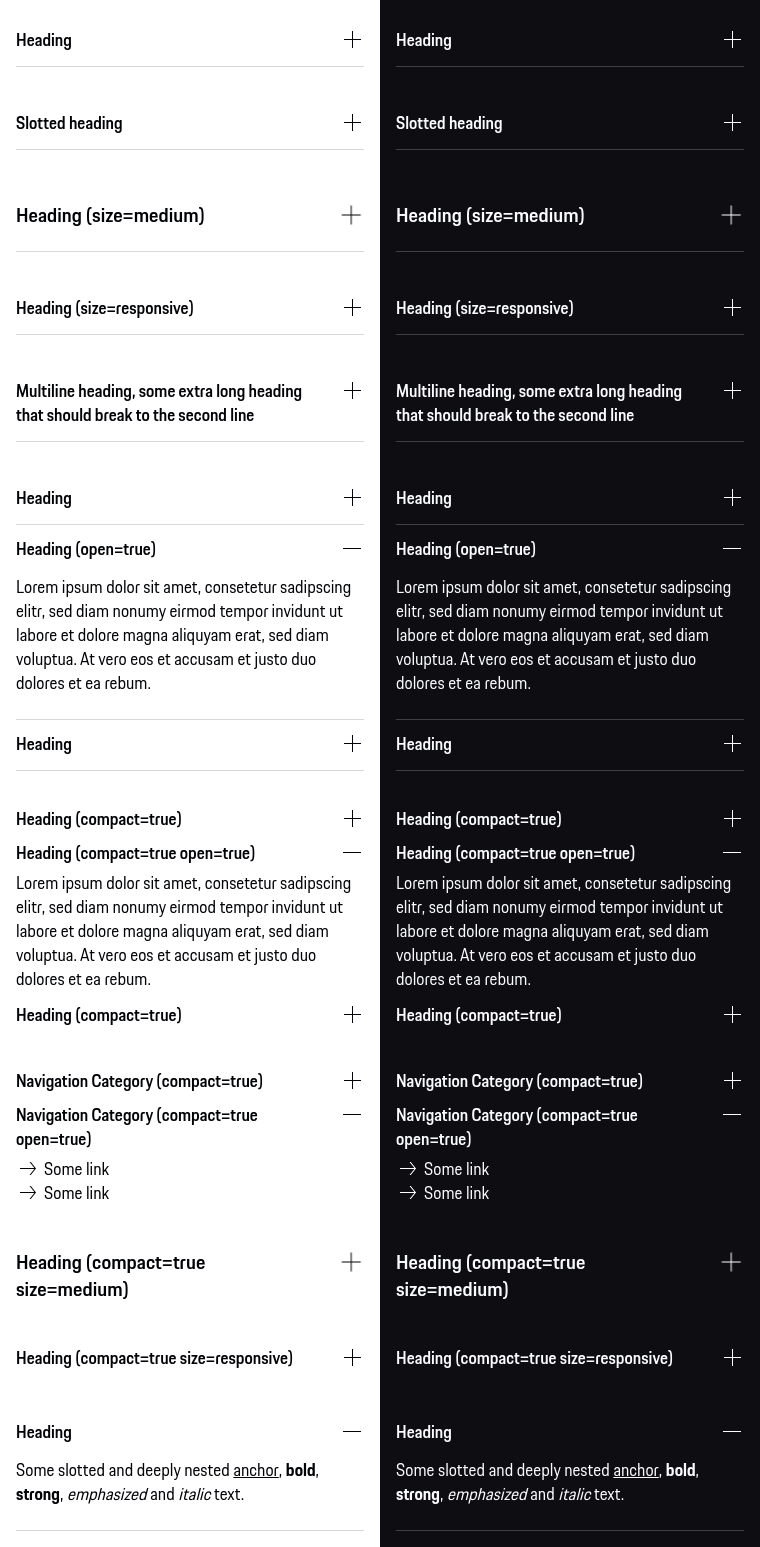 Heading
Slotted heading
Heading (size=medium)
Heading (size=responsive)
Multiline heading, some extra long heading
that should break to the second line
Heading
Heading (open=true)
Lorem ipsum dolor sit amet, consetetur sadipscing
elitr, sed diam nonumy eirmod tempor invidunt ut
labore et dolore magna aliquyam erat, sed diam
voluptua. At vero eos et accusam et justo duo
dolores et ea rebum.
Heading
Heading (compact=true)
Heading (compact=true open=true)
Lorem ipsum dolor sit amet, consetetur sadipscing
elitr, sed diam nonumy eirmod tempor invidunt ut
labore et dolore magna aliquyam erat, sed diam
voluptua. At vero eos et accusam et justo duo
dolores et ea rebum.
Heading (compact=true)
Navigation Category (compact=true)
Navigation Category (compact=true
open=true)
Some link
Some link
Heading (compact=true
size=medium)
Heading (compact=true size=responsive)
Heading
Some slotted and deeply nested anchor, bold,
strong, emphasized and italic text.
Heading
Slotted heading
Heading (size=medium)
Heading (size=responsive)
Multiline heading, some extra long heading
that should break to the second line
Heading
Heading (open=true)
Lorem ipsum dolor sit amet, consetetur sadipscing
elitr, sed diam nonumy eirmod tempor invidunt ut
labore et dolore magna aliquyam erat, sed diam
voluptua. At vero eos et accusam et justo duo
dolores et ea rebum.
Heading
Heading (compact=true)
Heading (compact=true open=true)
Lorem ipsum dolor sit amet, consetetur sadipscing
elitr, sed diam nonumy eirmod tempor invidunt ut
labore et dolore magna aliquyam erat, sed diam
voluptua. At vero eos et accusam et justo duo
dolores et ea rebum.
Heading (compact=true)
Navigation Category (compact=true)
Navigation Category (compact=true
open=true)
Some link
Some link
Heading (compact=true
size=medium)
Heading (compact=true size=responsive)
Heading
Some slotted and deeply nested anchor, bold,
strong, emphasized and italic text.